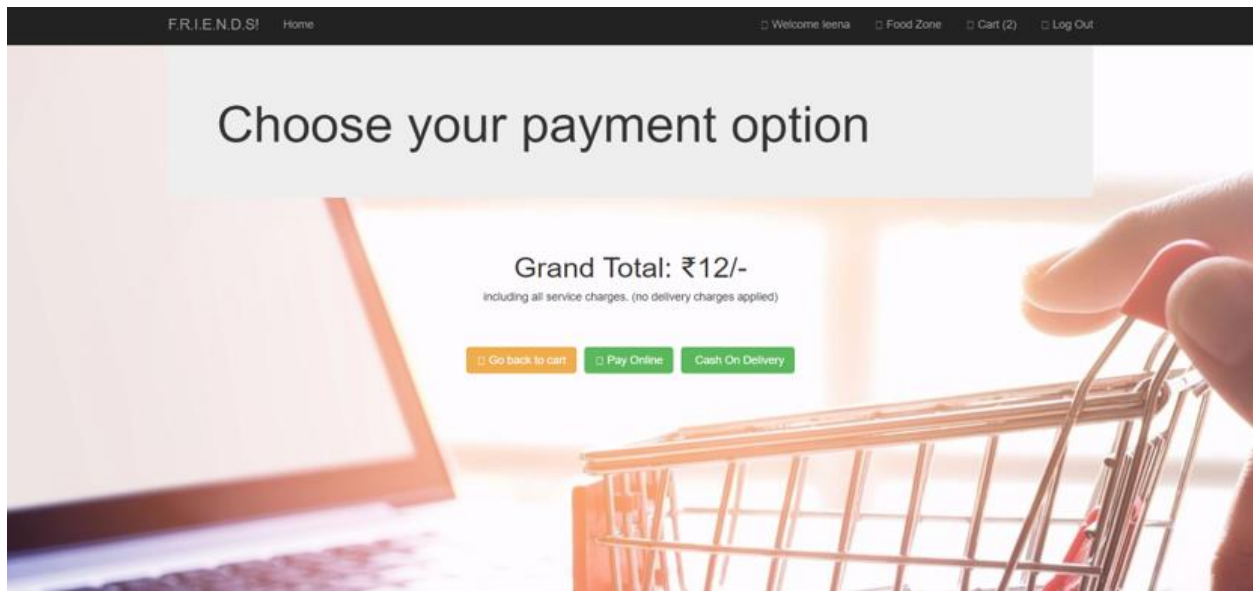 F.R.I.E.N.D.S! Home Welcome leena Food Zone Cart (2) Log Out
Choose your payment option
Grand Total: ₹12/-
including all service charges. (no delivery charges applied)
Go back to cart Pay Online Cash On Delivery